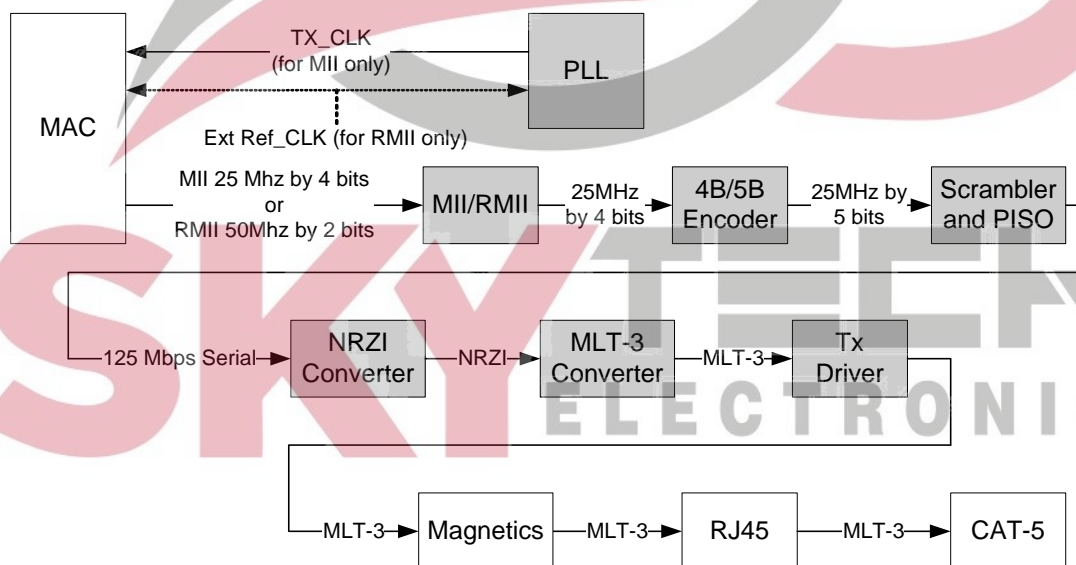 TX_CLK
(for MII only)
PLL
MAC
Ext Ref_CLK (for RMII only)
MII 25 Mhz by 4 bits
or
RMII 50Mhz by 2 bits
MII/RMII
25MHz
by 4 bits
4B/5B
Encoder
25MHz by
5 bits
Scrambler
and PISO
125 Mbps Serial
NRZI
Converter
NRZI
MLT-3
Converter
MLT-3
Tx
Driver
MLT-3
Magnetics
MLT-3
RJ45
MLT-3
CAT-5
SKY
TECH
ELECTRONI